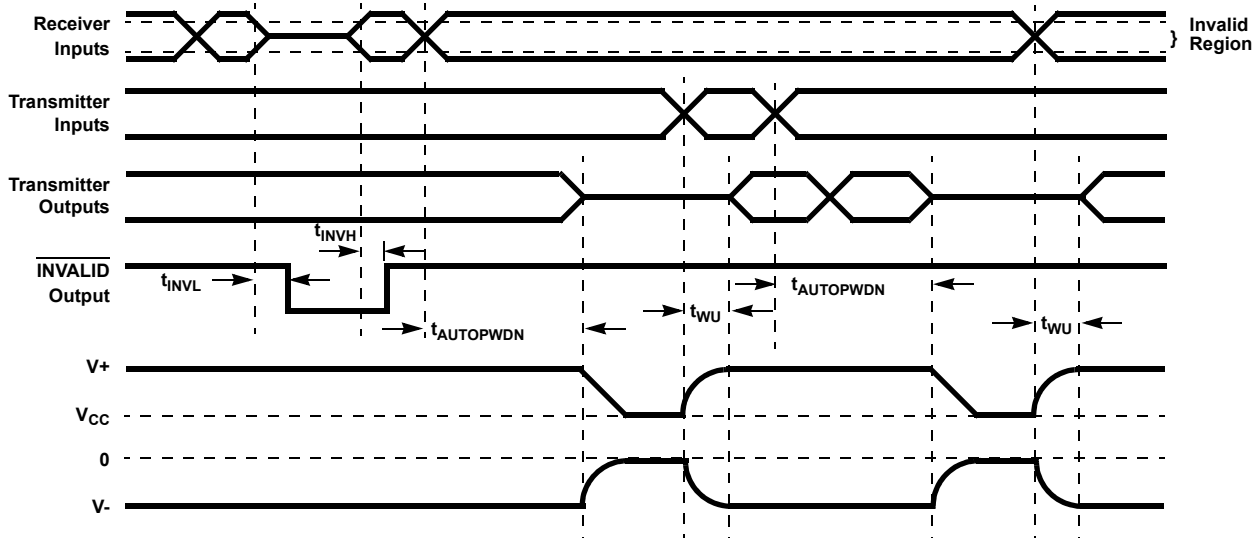 Receiver
Inputs
} Invalid
Region
Transmitter
Inputs
Transmitter
Outputs
tINVH
INVALID
Output
tINVL
tAUTOPWDN
tWU
tAUTOPWDN
tWU
V+
VCC
0
V-